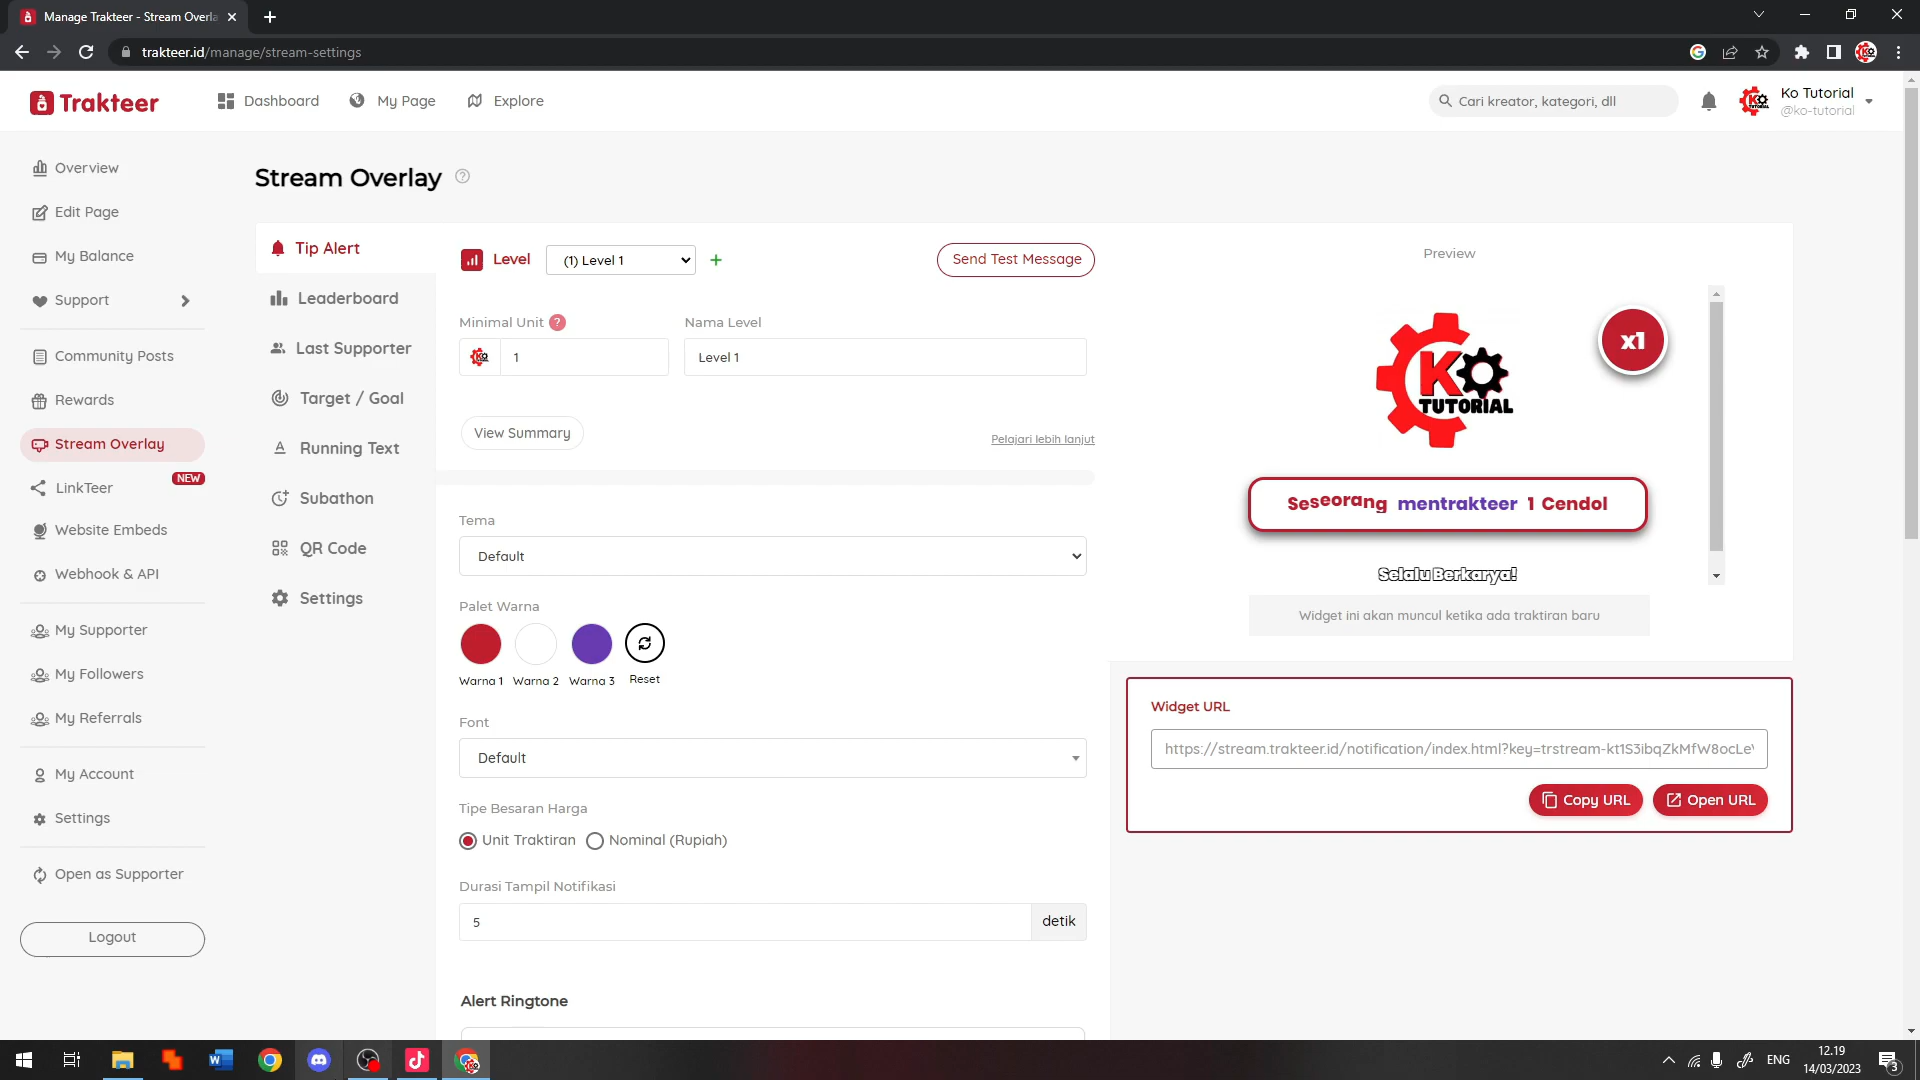 Manage Trakteer - Stream Overla
trakteer.id/manage/stream-settings
Trakteer
Dashboard
My Page
Explore
Cari kreator, kategori, dll
Ko Tutorial
@ko-tutorial
Overview
Edit Page
My Balance
Support
Community Posts
Rewards
Stream Overlay
NEW
LinkTeer
Website Embeds
Webhook & API
My Supporter
My Followers
My Referrals
My Account
Settings
Open as Supporter
Logout
Stream Overlay
Tip Alert
Leaderboard
Last Supporter
Target / Goal
Running Text
Subathon
QR Code
Settings
Level
(1) Level 1
Send Test Message
Minimal Unit
Nama Level
1
Level 1
View Summary
Pelajari lebih lanjut
Tema
Default
Palet Warna
Warna 1
Warna 2
Warna 3
Reset
Font
Default
Tipe Besaran Harga
Unit Traktiran
Nominal (Rupiah)
Durasi Tampil Notifikasi
5
detik
Alert Ringtone
Preview
KO
TUTORIAL
x1
Seseorang mentrakteer 1 Cendol
Selalu Berkarya!
Widget ini akan muncul ketika ada traktiran baru
Widget URL
https://stream.trakteer.id/notification/index.html?key=trstream-kt1S3ibqZkMfW8ocLe
Copy URL
Open URL
ENG
12.19
14/03/2023
3